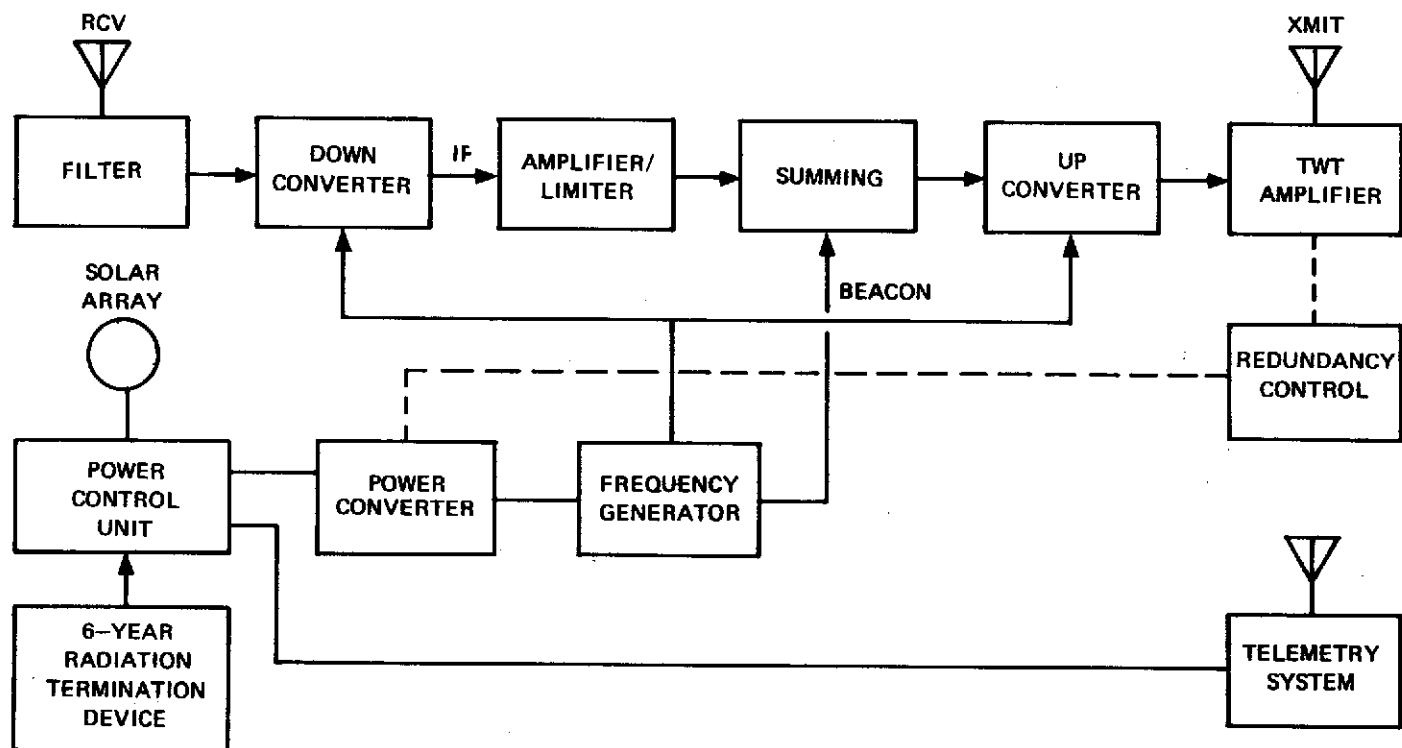 RCV
XMIT
FILTER
DOWN
CONVERTER
IF
AMPLIFIER/
LIMITER
SUMMING
UP
CONVERTER
TWT
AMPLIFIER
SOLAR
ARRAY
BEACON
REDUNDANCY
CONTROL
POWER
CONTROL
UNIT
POWER
CONVERTER
FREQUENCY
GENERATOR
6-YEAR
RADIATION
TERMINATION
DEVICE
TELEMETRY
SYSTEM